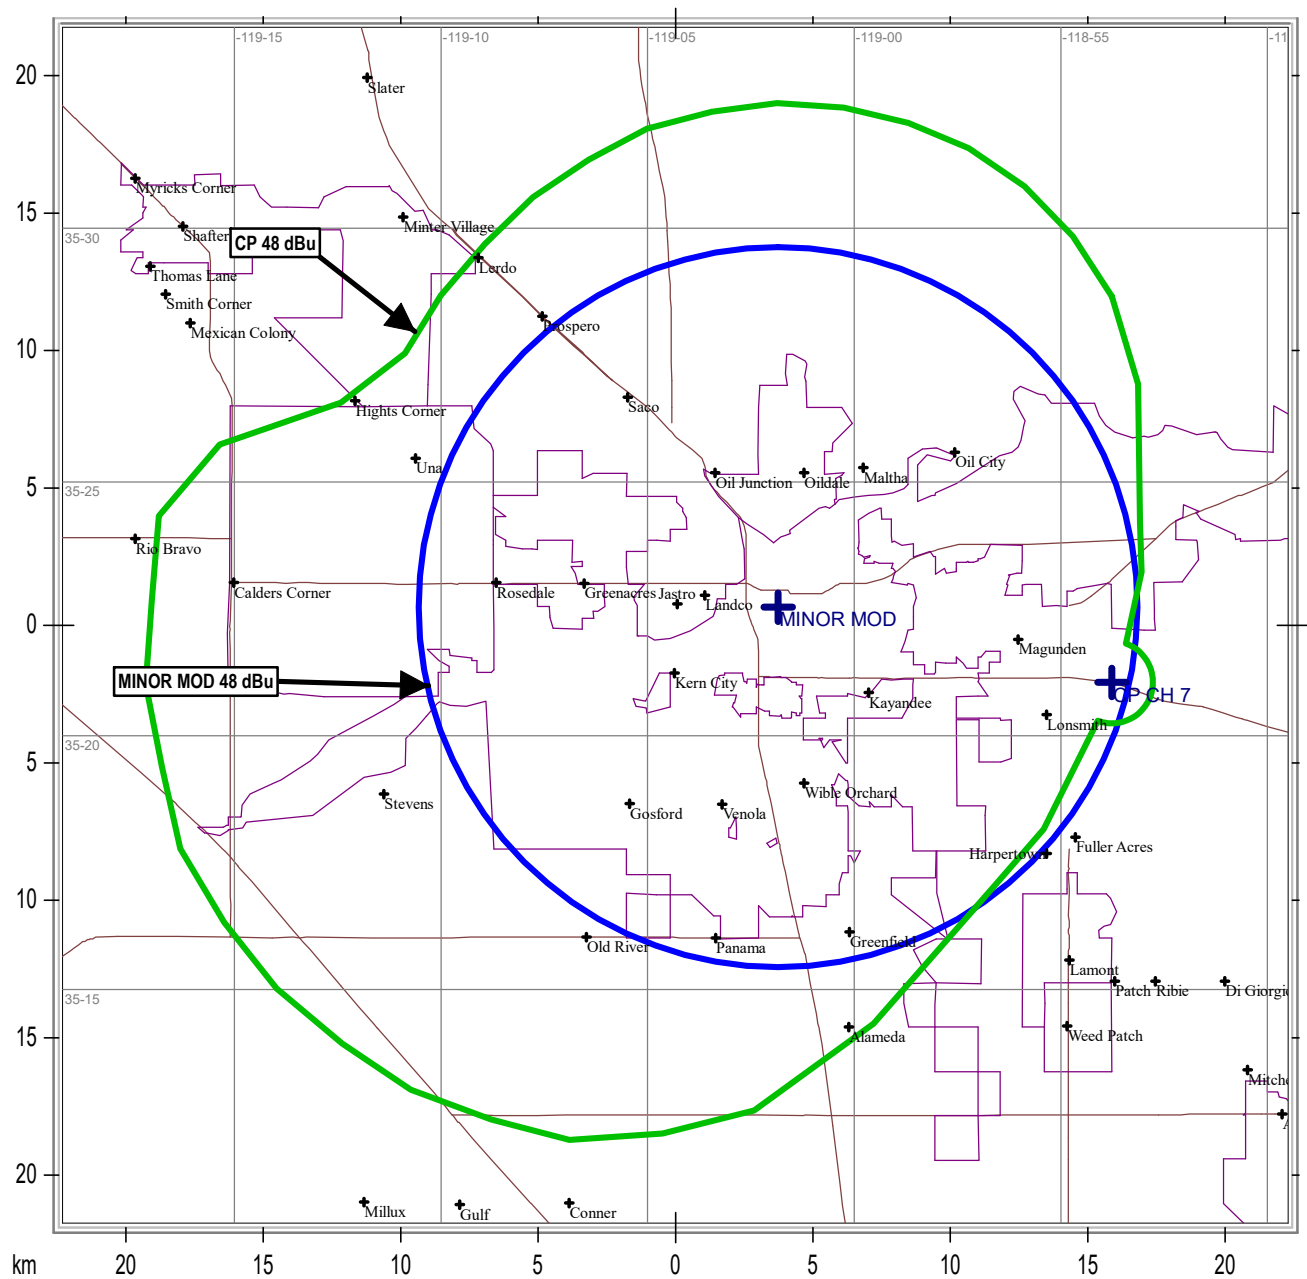 -119-15
-119-10
-119-05
-119-00
-118-55
-11
20
Slater
Myricks Corner
15
Minter Village
Shafter
35-30
CP 48 dBu
Lerdo
Thomas Lane
Smith Corner
Prospero
Mexican Colony
10
Saco
Hights Corner
Oil City
Una
Oil Junction
Oildale
Maltha
5
35-25
Rio Bravo
Calders Corner
Rosedale
Greenacres
Jastro
Landco
0
MINOR MOD
Magunden
MINOR MOD 48 dBu
Kern City
Kayandee
CP CH 7
Lonsmith
35-20
5
Stevens
Gosford
Venola
Wible Orchard
Fuller Acres
Harpertown
10
Old River
Panama
Greenfield
Lamont
35-15
Patch Ribie
Di Giorgio
15
Alameda
Weed Patch
Mitche
20
Millux
Gulf
Conner
km
20
15
10
5
0
5
10
15
20